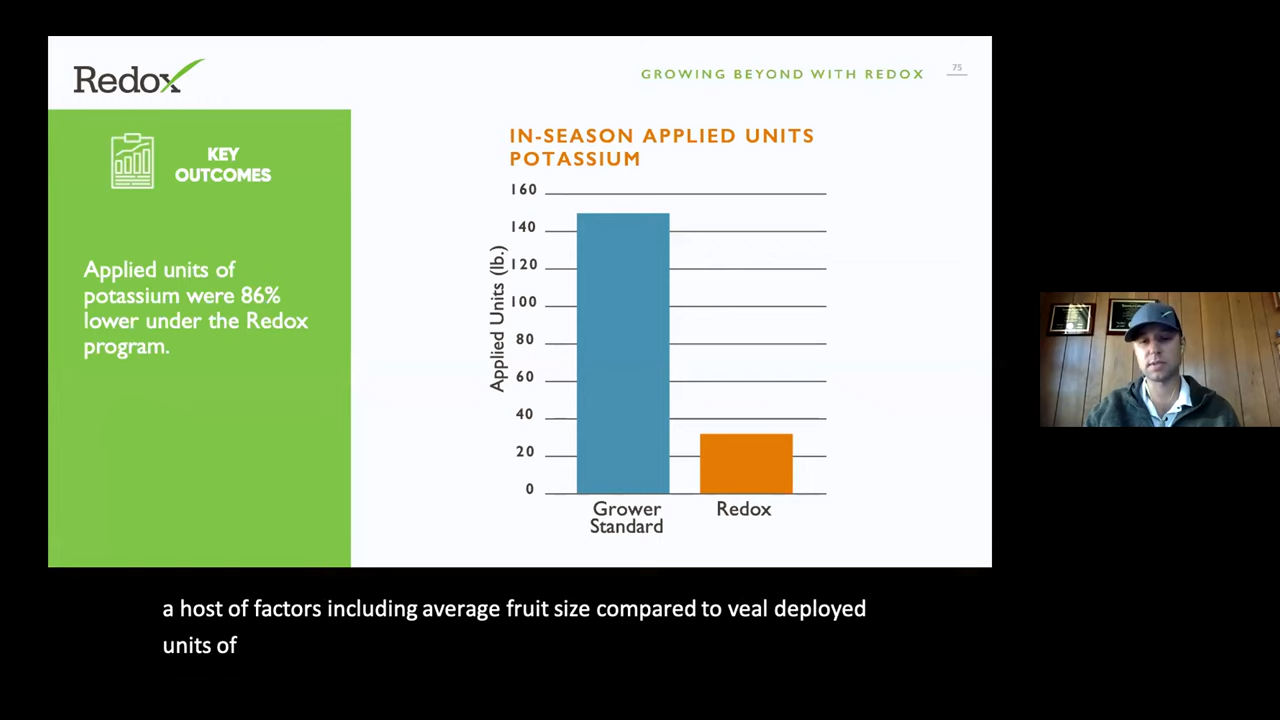 Redox
GROWING BEYOND WITH REDOX
75
KEY
OUTCOMES
Applied units of
potassium were 86%
lower under the Redox
program.
IN-SEASON APPLIED UNITS
POTASSIUM
Applied Units (lb.)
160
140
120
100
80
60
40
20
0
Grower
Standard
Redox
a host of factors including average fruit size compared to veal deployed
units of